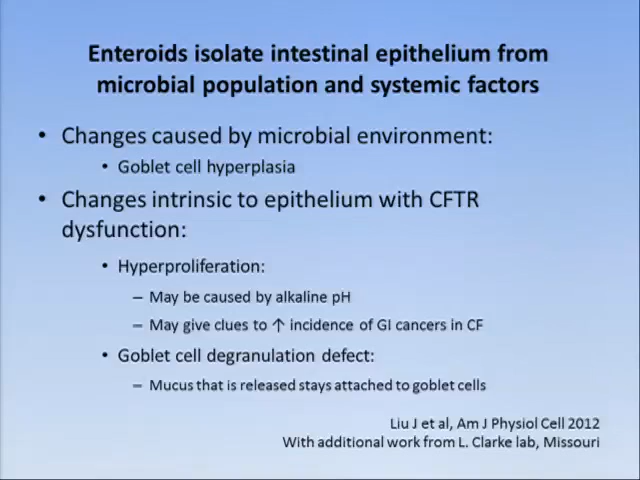 Enteroids isolate intestinal epithelium from
microbial population and systemic factors
• Changes caused by microbial environment:
• Goblet cell hyperplasia
• Changes intrinsic to epithelium with CFTR
dysfunction:
• Hyperproliferation:
– May be caused by alkaline pH
– May give clues to ↑ incidence of GI cancers in CF
• Goblet cell degranulation defect:
– Mucus that is released stays attached to goblet cells
Liu J et al, Am J Physiol Cell 2012
With additional work from L. Clarke lab, Missouri